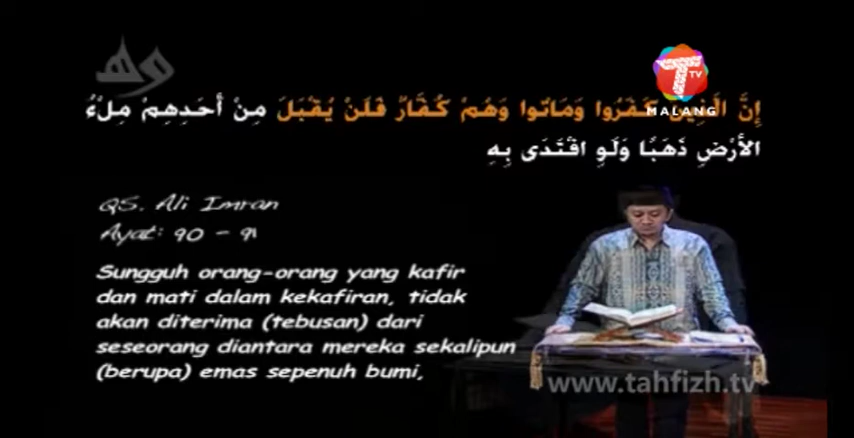 TV
MALANG
إِنَّ الَّذِينَ كَفَرُوا وَمَاتُوا وَهُمْ كُفَّارٌ فَلَنْ يُقْبَلَ مِنْ أَحَدِهِمْ مِلْءُ
الأَرْضِ ذَهَبًا وَلَوِ افْتَدَى بِهِ
QS. Ali Imran
Ayat: 90 - 91
Sungguh orang-orang yang kafir
dan mati dalam kekafiran, tidak
akan diterima (tebusan) dari
seseorang diantara mereka sekalipun
(berupa) emas sepenuh bumi,
www.tahfizh.tv